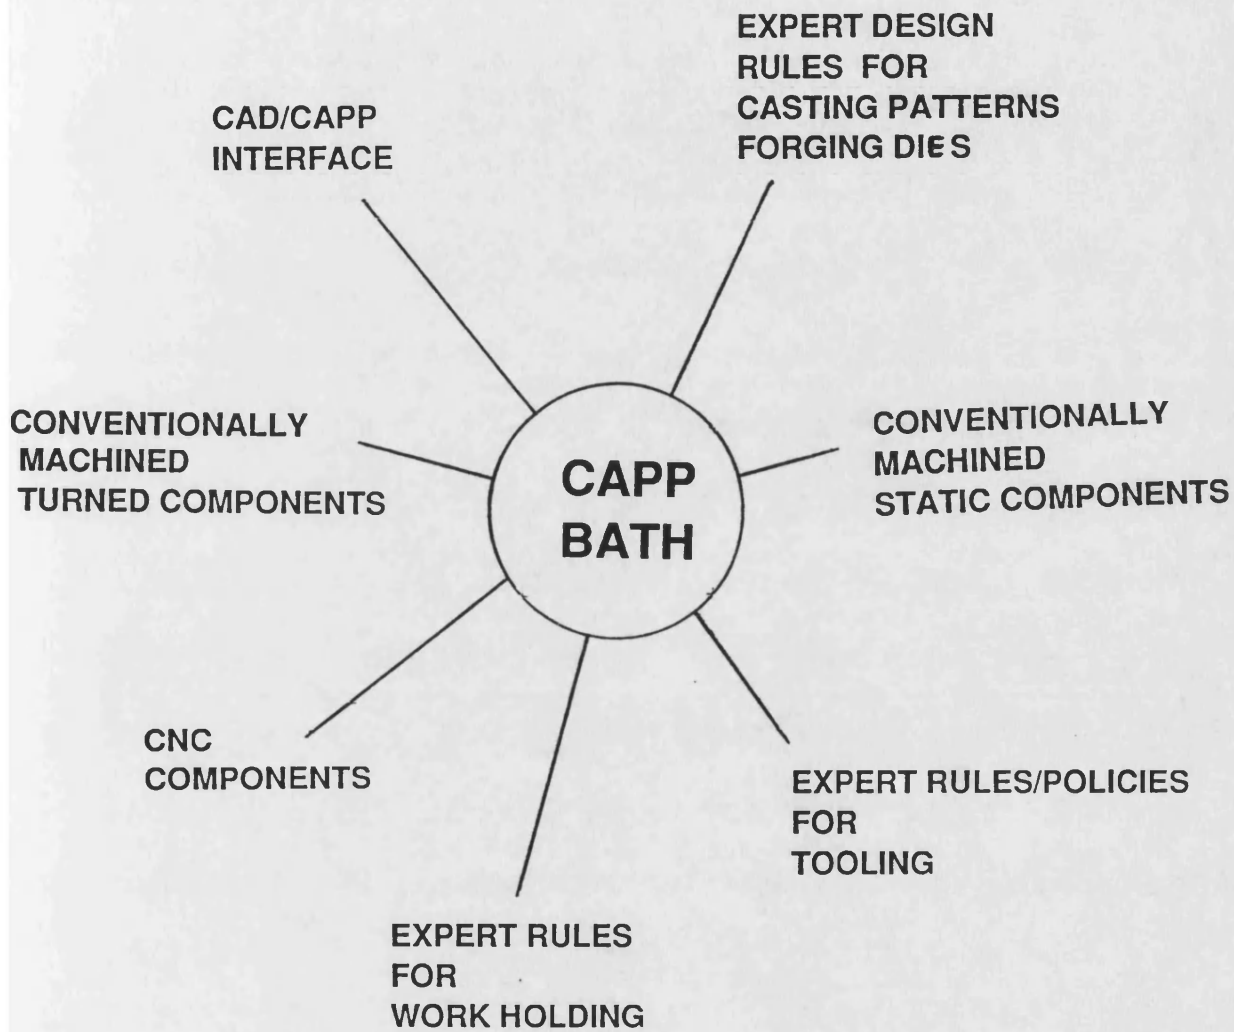 EXPERT DESIGN
RULES FOR
CASTING PATTERNS
FORGING DIES
CAD/CAPP
INTERFACE
CONVENTIONALLY
MACHINED
TURNED COMPONENTS
CAPP
BATH
CONVENTIONALLY
MACHINED
STATIC COMPONENTS
CNC
COMPONENTS
EXPERT RULES/POLICIES
FOR
TOOLING
EXPERT RULES
FOR
WORK HOLDING